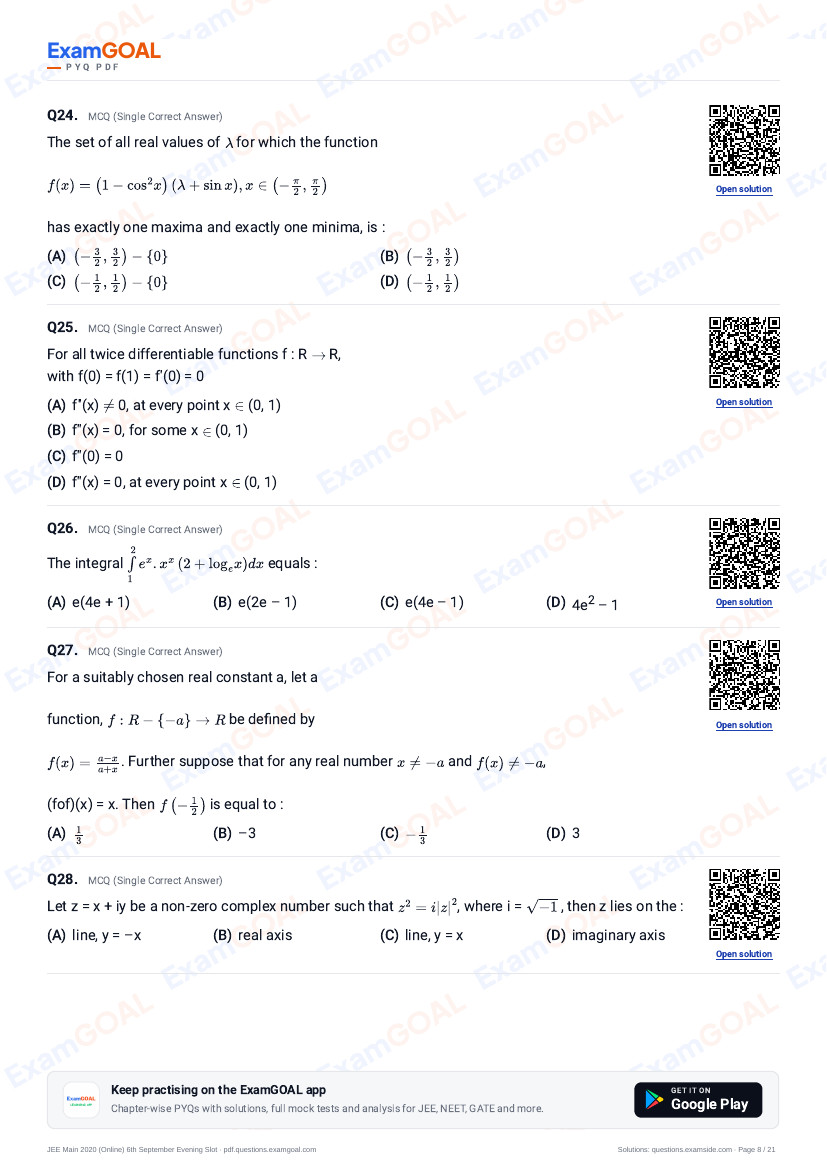 ExamGOAL
PYQ PDF
Q24. MCQ (Single Correct Answer)
The set of all real values of λ for which the function
f(x) = (1 − cos²x) (λ + sin x), x ∈ (−π/2, π/2)
has exactly one maxima and exactly one minima, is :
(A) (−3/2, 3/2) − {0} (B) (−3/2, 3/2)
(C) (−1/2, 1/2) − {0} (D) (−1/2, 1/2)
Open solution
Q25. MCQ (Single Correct Answer)
For all twice differentiable functions f : R → R,
with f(0) = f(1) = f'(0) = 0
(A) f''(x) ≠ 0, at every point x ∈ (0, 1)
(B) f''(x) = 0, for some x ∈ (0, 1)
(C) f''(0) = 0
(D) f''(x) = 0, at every point x ∈ (0, 1)
Open solution
Q26. MCQ (Single Correct Answer)
The integral ∫₁² eˣ. xˣ (2 + logₑx)dx equals :
(A) e(4e + 1) (B) e(2e – 1) (C) e(4e – 1) (D) 4e² – 1
Open solution
Q27. MCQ (Single Correct Answer)
For a suitably chosen real constant a, let a
function, f : R − {−a} → R be defined by
f(x) = (a−x)/(a+x). Further suppose that for any real number x ≠ −a and f(x) ≠ −a,
(fof)(x) = x. Then f(−1/2) is equal to :
(A) 1/3 (B) –3 (C) −1/3 (D) 3
Open solution
Q28. MCQ (Single Correct Answer)
Let z = x + iy be a non-zero complex number such that z² = i|z|², where i = √−1, then z lies on the :
(A) line, y = –x (B) real axis (C) line, y = x (D) imaginary axis
Open solution
Keep practising on the ExamGOAL app
Chapter-wise PYQs with solutions, full mock tests and analysis for JEE, NEET, GATE and more.
GET IT ON
Google Play
JEE Main 2020 (Online) 6th September Evening Slot · pdf.questions.examgoal.com
Solutions: questions.examside.com · Page 8 / 21